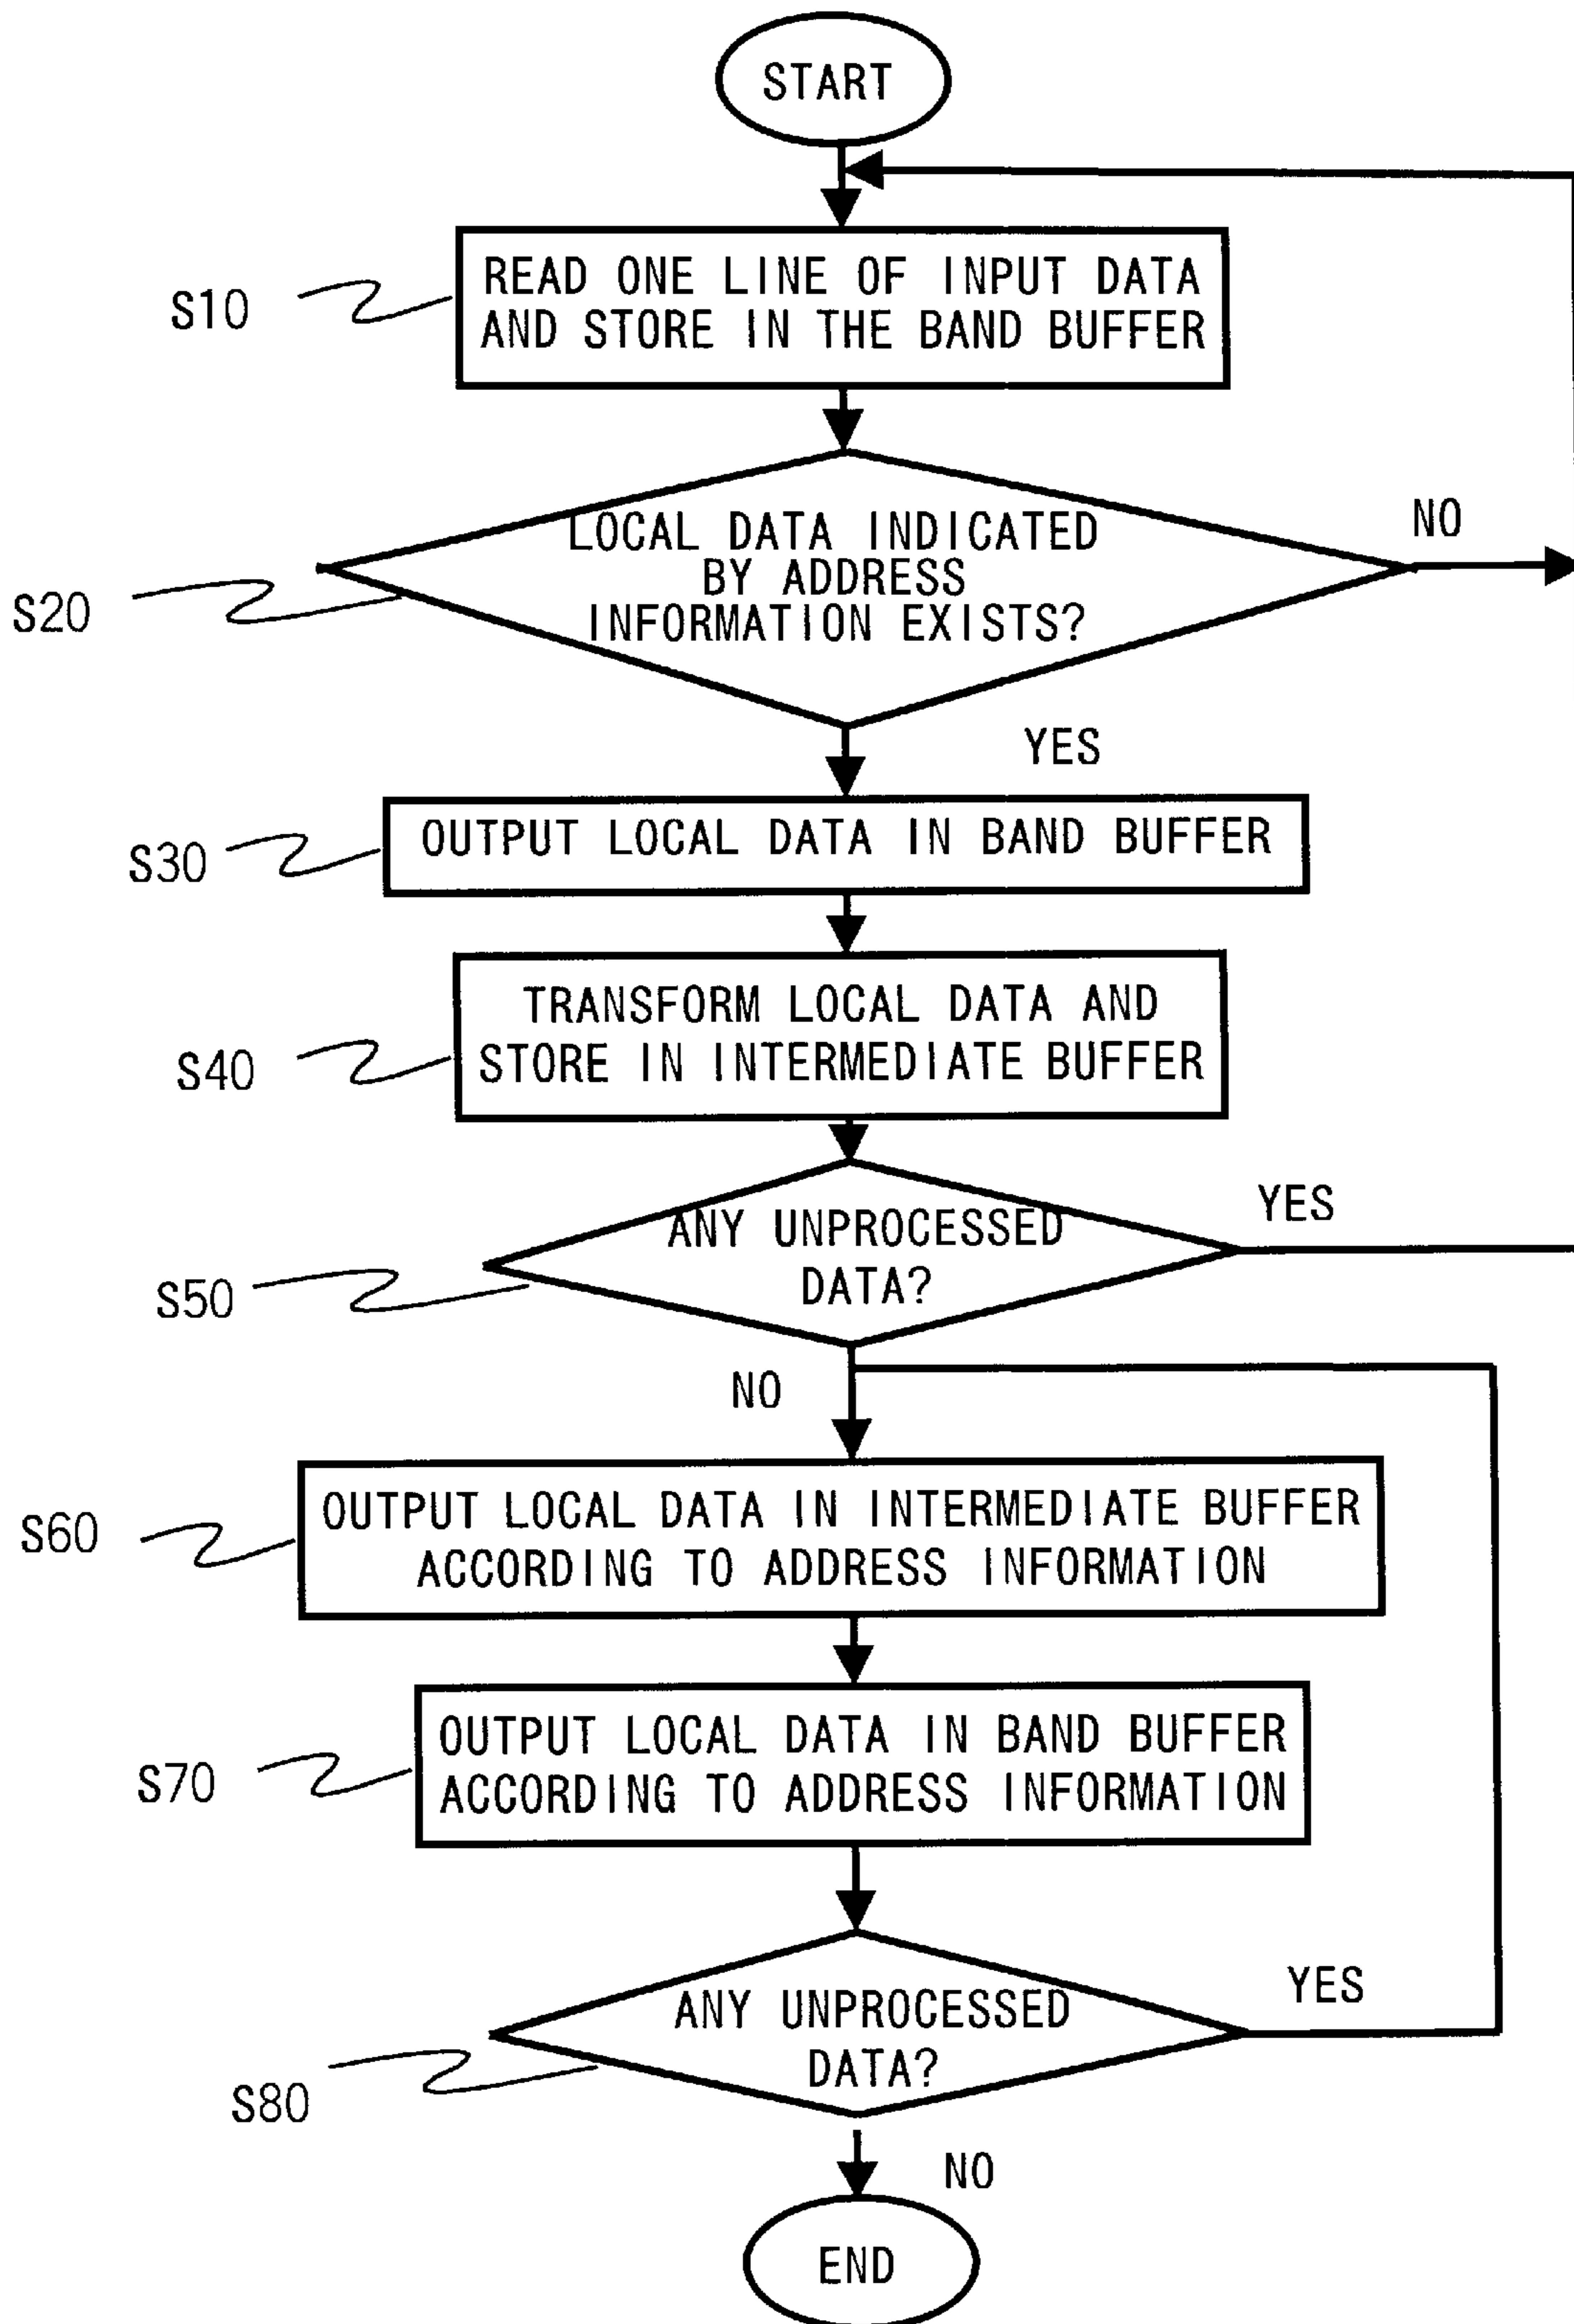 START
S10
READ ONE LINE OF INPUT DATA
AND STORE IN THE BAND BUFFER
S20
LOCAL DATA INDICATED
BY ADDRESS
INFORMATION EXISTS?
NO
YES
S30
OUTPUT LOCAL DATA IN BAND BUFFER
S40
TRANSFORM LOCAL DATA AND
STORE IN INTERMEDIATE BUFFER
S50
ANY UNPROCESSED
DATA?
YES
NO
S60
OUTPUT LOCAL DATA IN INTERMEDIATE BUFFER
ACCORDING TO ADDRESS INFORMATION
S70
OUTPUT LOCAL DATA IN BAND BUFFER
ACCORDING TO ADDRESS INFORMATION
S80
ANY UNPROCESSED
DATA?
YES
NO
END